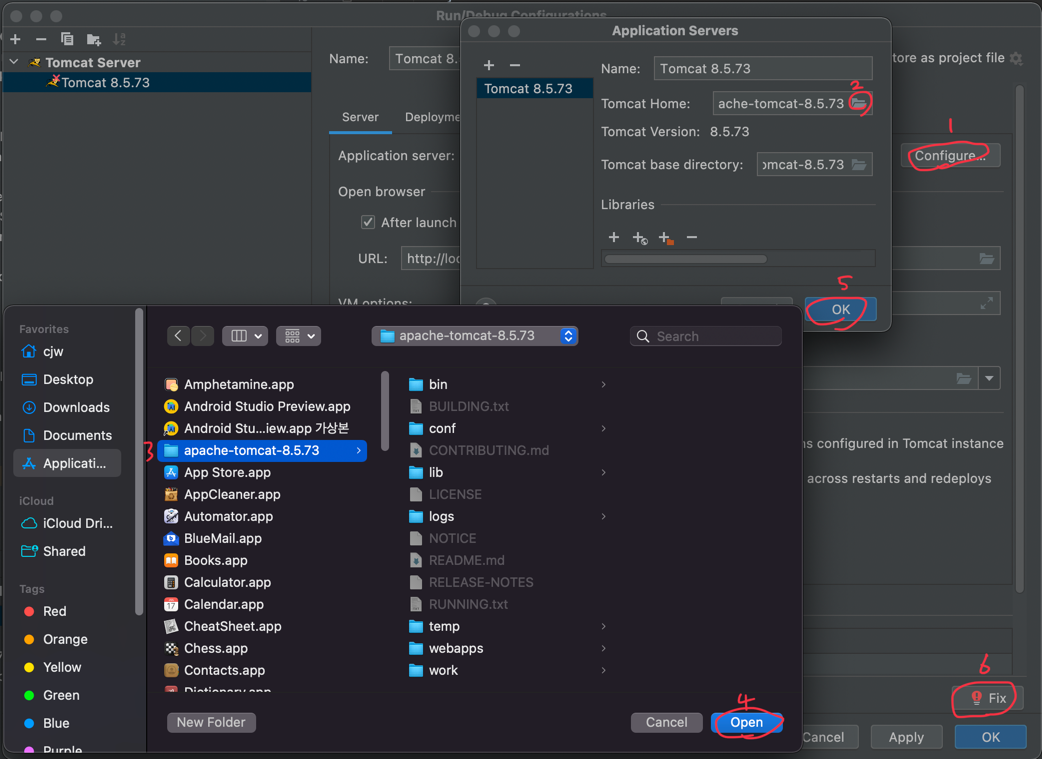 Run/Debug Configurations
Tomcat Server
Tomcat 8.5.73
Name:
Tomcat 8.
Store as project file
Server
Deployme
Application server:
1
Configure...
Open browser
After launch
URL:
http://loc
VM options:
Application Servers
Tomcat 8.5.73
Name:
Tomcat 8.5.73
2
Tomcat Home:
ache-tomcat-8.5.73
Tomcat Version: 8.5.73
Tomcat base directory:
omcat-8.5.73
Libraries
5
OK
ns configured in Tomcat instance
across restarts and redeploys
Favorites
cjw
Desktop
Downloads
Documents
Applicati...
iCloud
iCloud Dri...
Shared
Tags
Red
Orange
Yellow
Green
Blue
Purple
apache-tomcat-8.5.73
Search
Amphetamine.app
Android Studio Preview.app
Android Stu...iew.app 가상본
3
apache-tomcat-8.5.73
App Store.app
AppCleaner.app
Automator.app
BlueMail.app
Books.app
Calculator.app
17
Calendar.app
CheatSheet.app
Chess.app
Contacts.app
Dictionary.app
bin
BUILDING.txt
conf
CONTRIBUTING.md
lib
LICENSE
logs
NOTICE
README.md
RELEASE-NOTES
RUNNING.txt
temp
webapps
work
4
New Folder
Cancel
Open
6
Fix
Cancel
Apply
OK